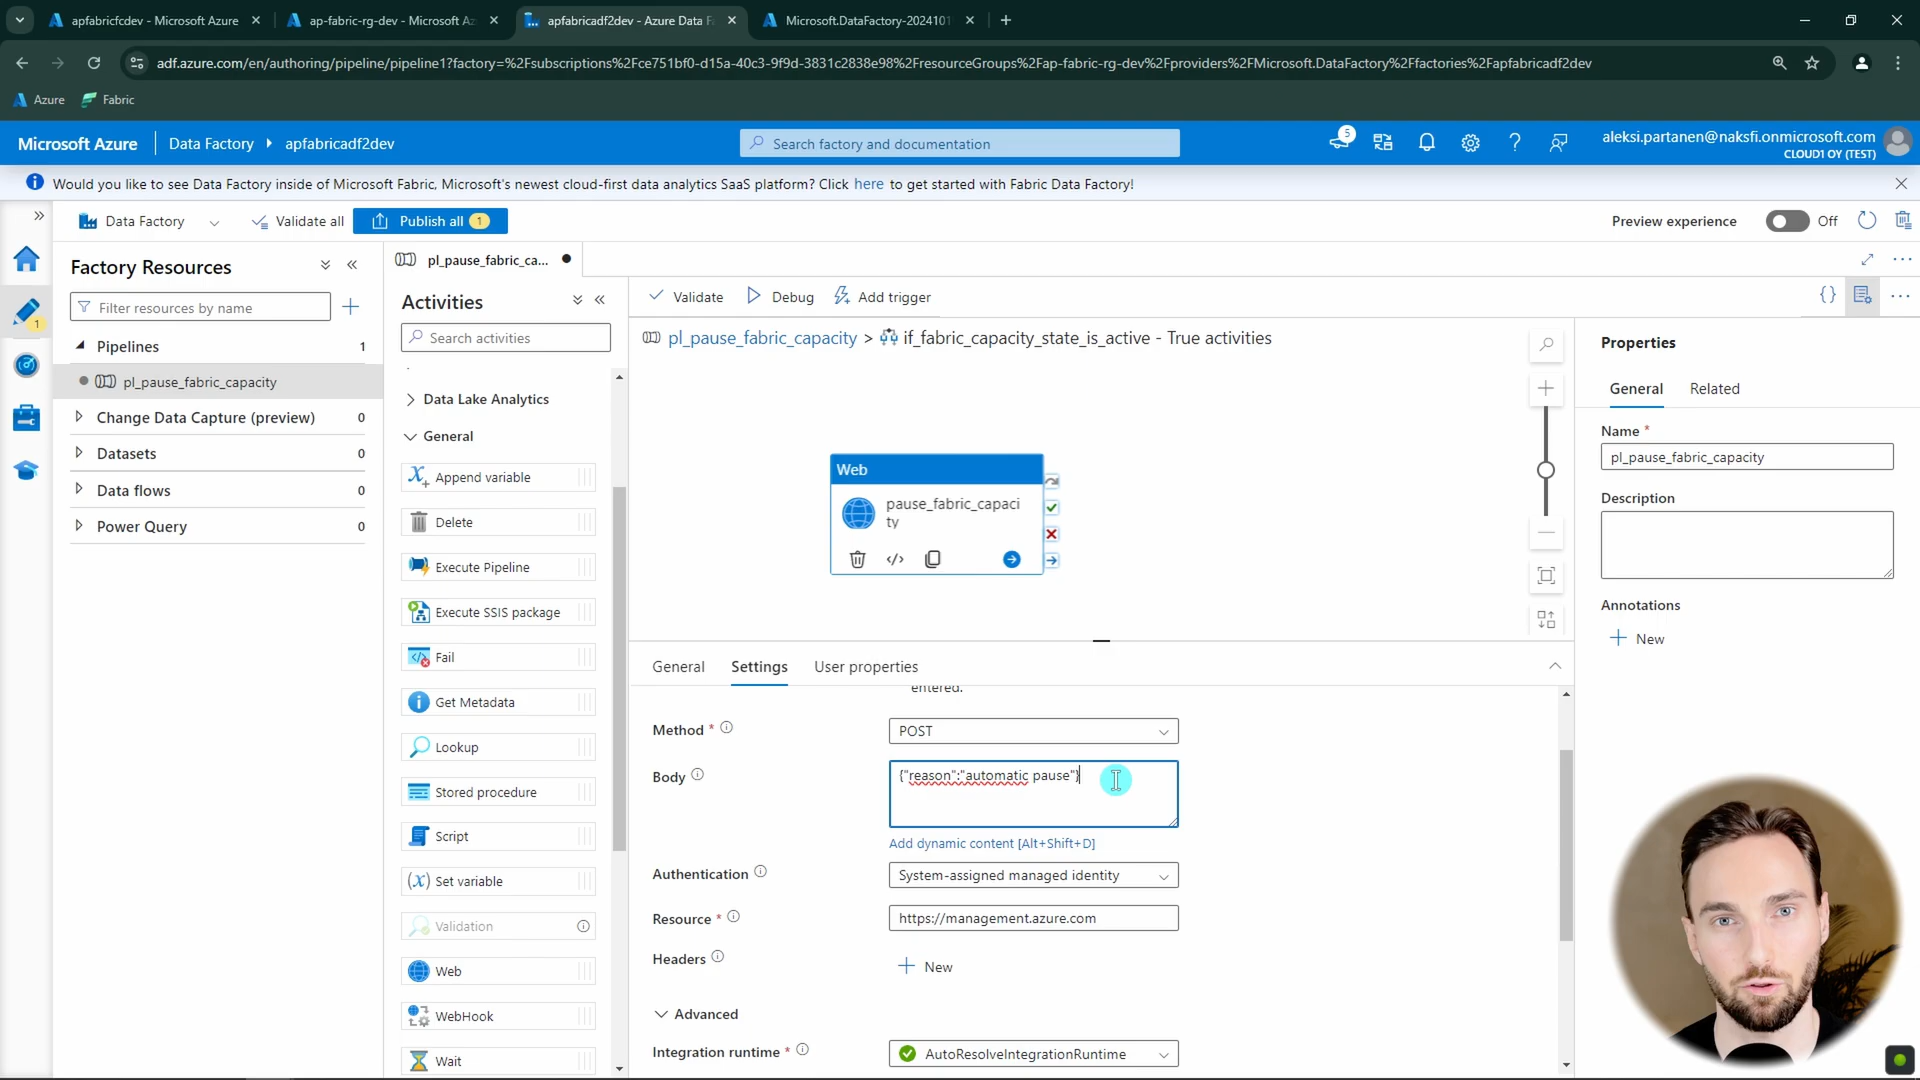 apfabricfcdev - Microsoft Azure
ap-fabric-rg-dev - Microsoft Az
apfabricadf2dev - Azure Data F
Microsoft.DataFactory-2024101
adf.azure.com/en/authoring/pipeline/pipeline1?factory=%2Fsubscriptions%2Fce751bf0-d15a-40c3-9f9d-3831c2838e98%2FresourceGroups%2Fap-fabric-rg-dev%2Fproviders%2FMicrosoft.DataFactory%2Ffactories%2Fapfabricadf2dev
Azure
Fabric
Microsoft Azure
Data Factory
apfabricadf2dev
Search factory and documentation
5
aleksi.partanen@naksfi.onmicrosoft.com
CLOUD1 OY (TEST)
Would you like to see Data Factory inside of Microsoft Fabric, Microsoft's newest cloud-first data analytics SaaS platform? Click here to get started with Fabric Data Factory!
Data Factory
Validate all
Publish all 1
Preview experience
Off
Factory Resources
Filter resources by name
1
Pipelines 1
pl_pause_fabric_capacity
Change Data Capture (preview) 0
Datasets 0
Data flows 0
Power Query 0
pl_pause_fabric_ca...
Activities
Search activities
Data Lake Analytics
General
Append variable
Delete
Execute Pipeline
Execute SSIS package
Fail
Get Metadata
Lookup
Stored procedure
Script
Set variable
Validation
Web
WebHook
Wait
Validate
Debug
Add trigger
pl_pause_fabric_capacity > if_fabric_capacity_state_is_active - True activities
Web
pause_fabric_capaci
ty
General
Settings
User properties
entered.
Method *
POST
Body
{"reason":"automatic pause"}
Add dynamic content [Alt+Shift+D]
Authentication
System-assigned managed identity
Resource *
https://management.azure.com
Headers
New
Advanced
Integration runtime *
AutoResolveIntegrationRuntime
Properties
General
Related
Name *
pl_pause_fabric_capacity
Description
Annotations
New